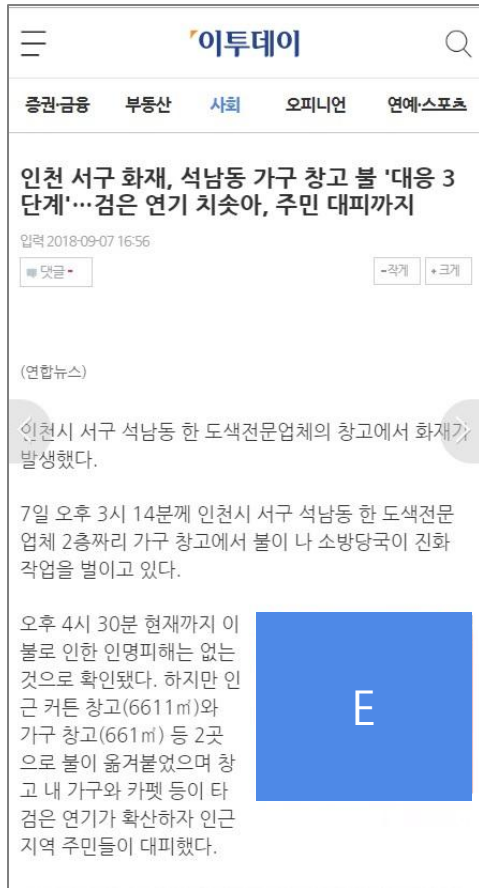 이투데이
증권·금융 부동산 사회 오피니언 연예·스포츠
인천 서구 화재, 석남동 가구 창고 불 '대응 3
단계'…검은 연기 치솟아, 주민 대피까지
입력 2018-09-07 16:56
댓글 -
-작게 +크게
(연합뉴스)
인천시 서구 석남동 한 도색전문업체의 창고에서 화재가
발생했다.
7일 오후 3시 14분께 인천시 서구 석남동 한 도색전문
업체 2층짜리 가구 창고에서 불이 나 소방당국이 진화
작업을 벌이고 있다.
오후 4시 30분 현재까지 이
불로 인한 인명피해는 없는
것으로 확인됐다. 하지만 인
근 커튼 창고(6611㎡)와
가구 창고(661㎡) 등 2곳
으로 불이 옮겨붙었으며 창
고 내 가구와 카펫 등이 타
검은 연기가 확산하자 인근
지역 주민들이 대피했다.
E